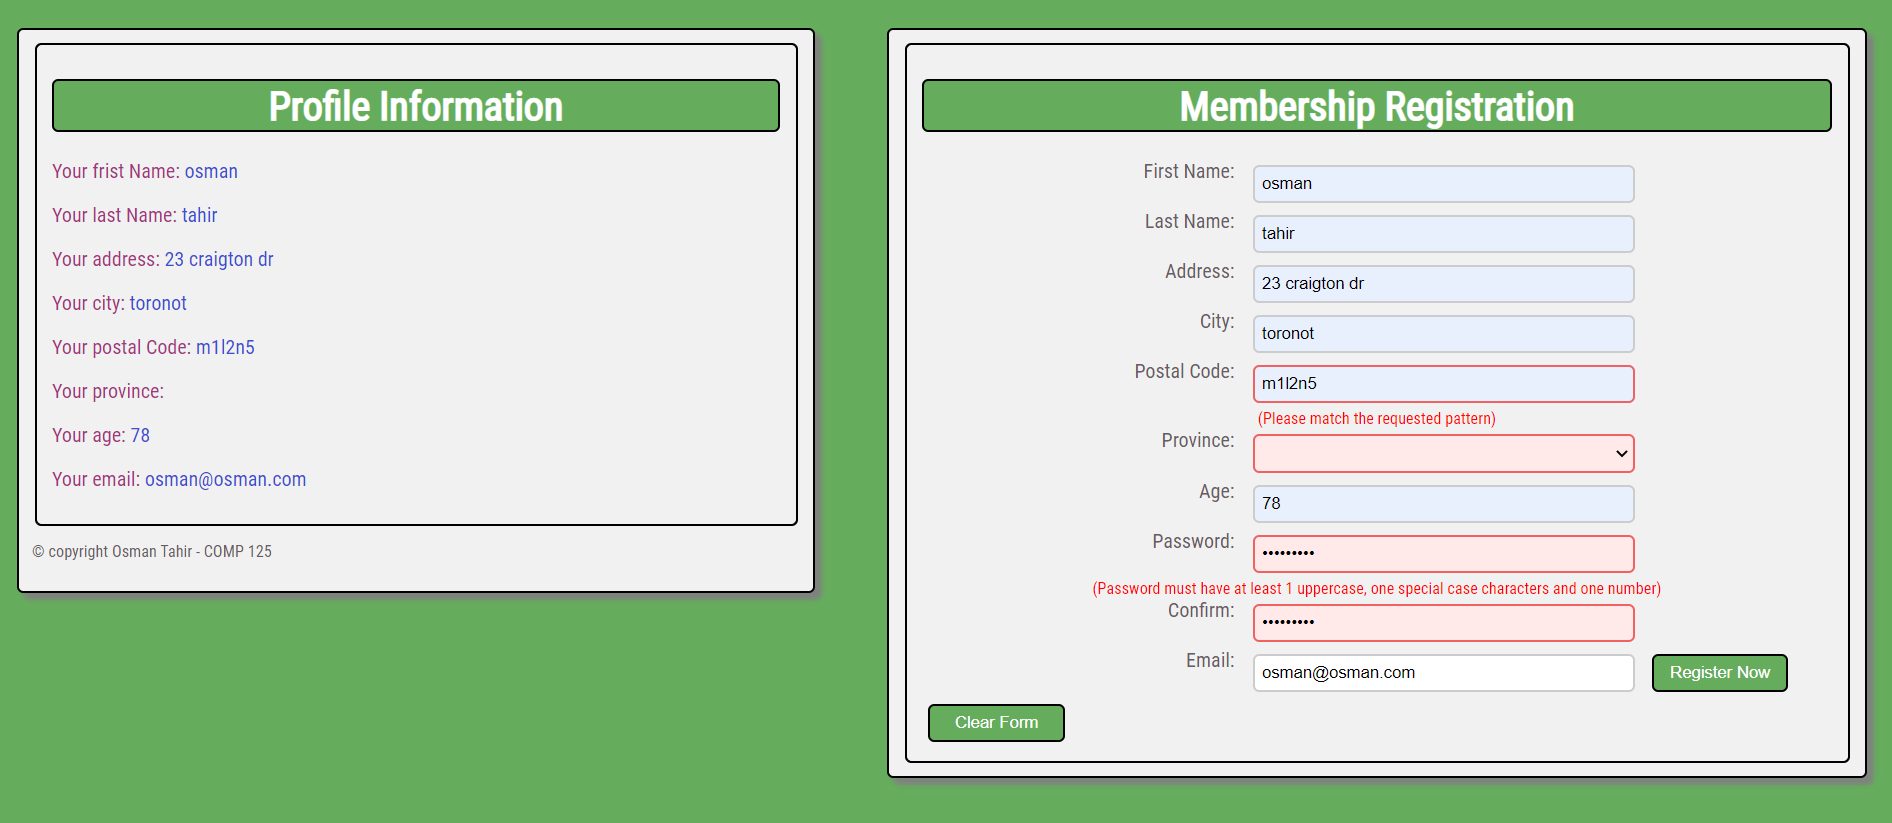 Profile Information
Your frist Name: osman
Your last Name: tahir
Your address: 23 craigton dr
Your city: toronot
Your postal Code: m1l2n5
Your province:
Your age: 78
Your email: osman@osman.com
© copyright Osman Tahir - COMP 125
Membership Registration
First Name: osman
Last Name: tahir
Address: 23 craigton dr
City: toronot
Postal Code: m1l2n5
(Please match the requested pattern)
Province:
Age: 78
Password: •••••••••
(Password must have at least 1 uppercase, one special case characters and one number)
Confirm: •••••••••
Email: osman@osman.com Register Now
Clear Form